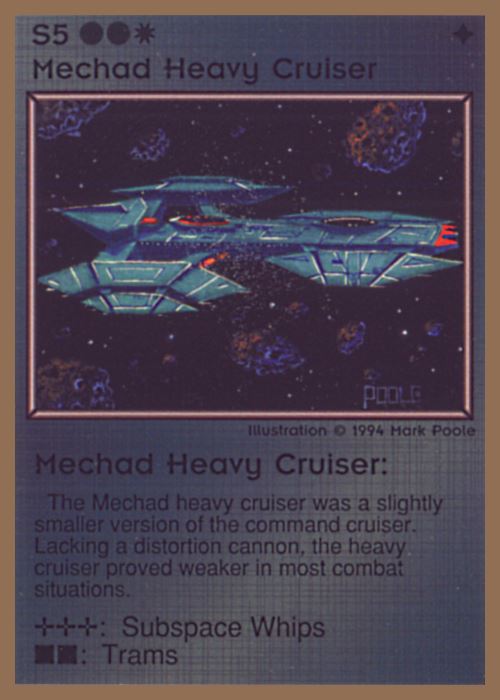 S5
Mechad Heavy Cruiser
POOLE
Illustration © 1994 Mark Poole
Mechad Heavy Cruiser:
The Mechad heavy cruiser was a slightly
smaller version of the command cruiser.
Lacking a distortion cannon, the heavy
cruiser proved weaker in most combat
situations.
✛✛✛: Subspace Whips
■■: Trams